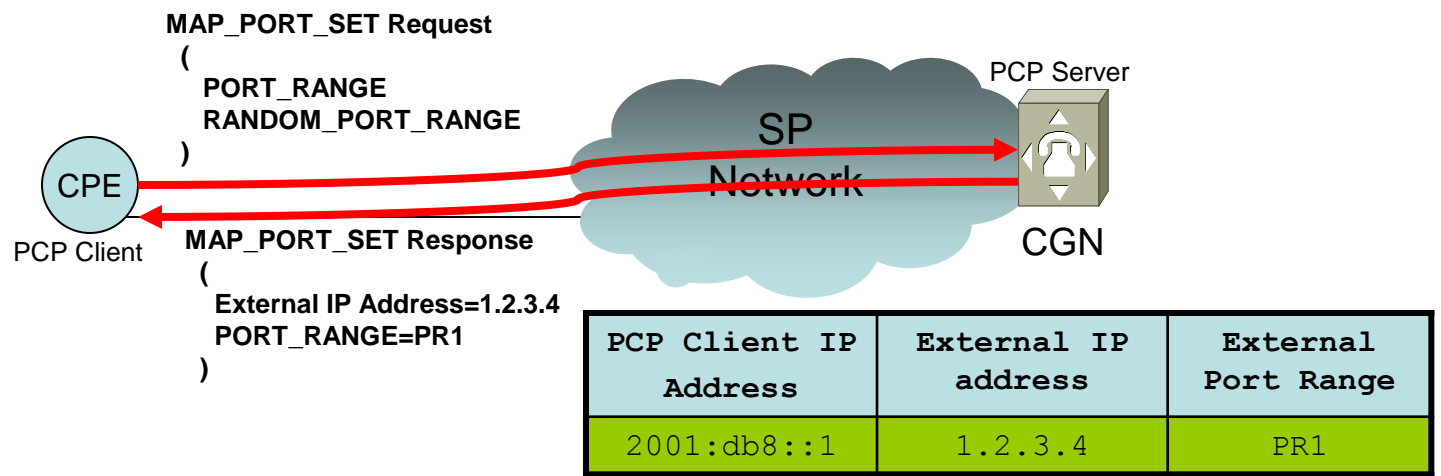 MAP_PORT_SET Request
(
PORT_RANGE
RANDOM_PORT_RANGE
)
PCP Server
SP
Network
CPE
PCP Client
MAP_PORT_SET Response
(
External IP Address=1.2.3.4
PORT_RANGE=PR1
)
CGN
PCP Client IP
Address
External IP
address
External
Port Range
2001:db8::1
1.2.3.4
PR1